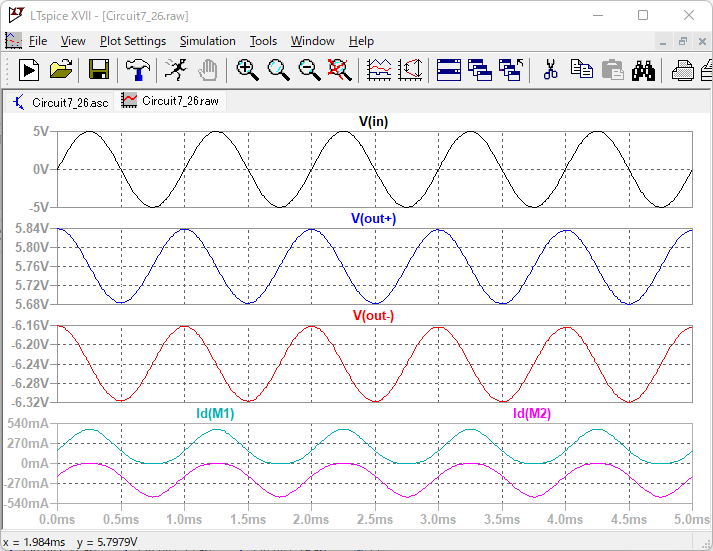 LTspice XVII - [Circuit7_26.raw]
File View Plot Settings Simulation Tools Window Help
Circuit7_26.asc Circuit7_26.raw
V(in)
5V
0V
-5V
V(out+)
5.84V
5.80V
5.76V
5.72V
5.68V
V(out-)
-6.16V
-6.20V
-6.24V
-6.28V
-6.32V
Id(M1) Id(M2)
540mA
270mA
0mA
-270mA
-540mA
0.0ms 0.5ms 1.0ms 1.5ms 2.0ms 2.5ms 3.0ms 3.5ms 4.0ms 4.5ms 5.0ms
x = 1.984ms y = 5.7979V